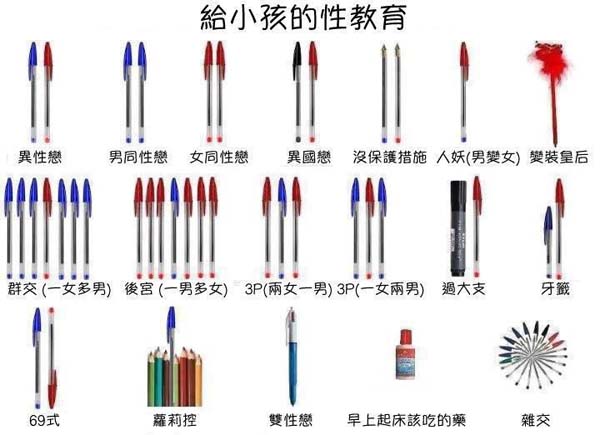 給小孩的性教育
異性戀 男同性戀 女同性戀 異國戀 沒保護措施 人妖(男變女) 變裝皇后
群交 (一女多男) 後宮 (一男多女) 3P(兩女一男) 3P(一女兩男) 過大支 牙籤
69式 蘿莉控 雙性戀 早上起床該吃的藥 雜交